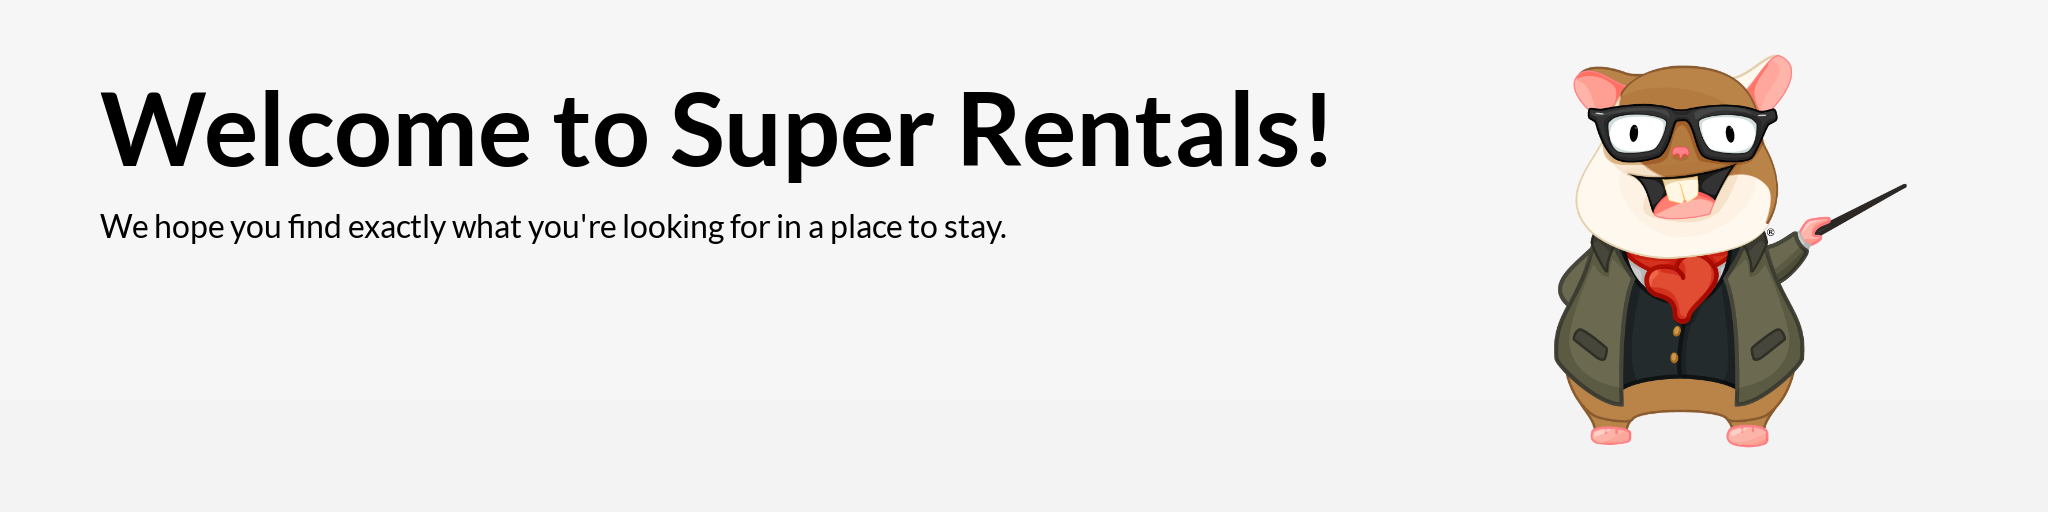 Welcome to Super Rentals!
We hope you find exactly what you're looking for in a place to stay.
®